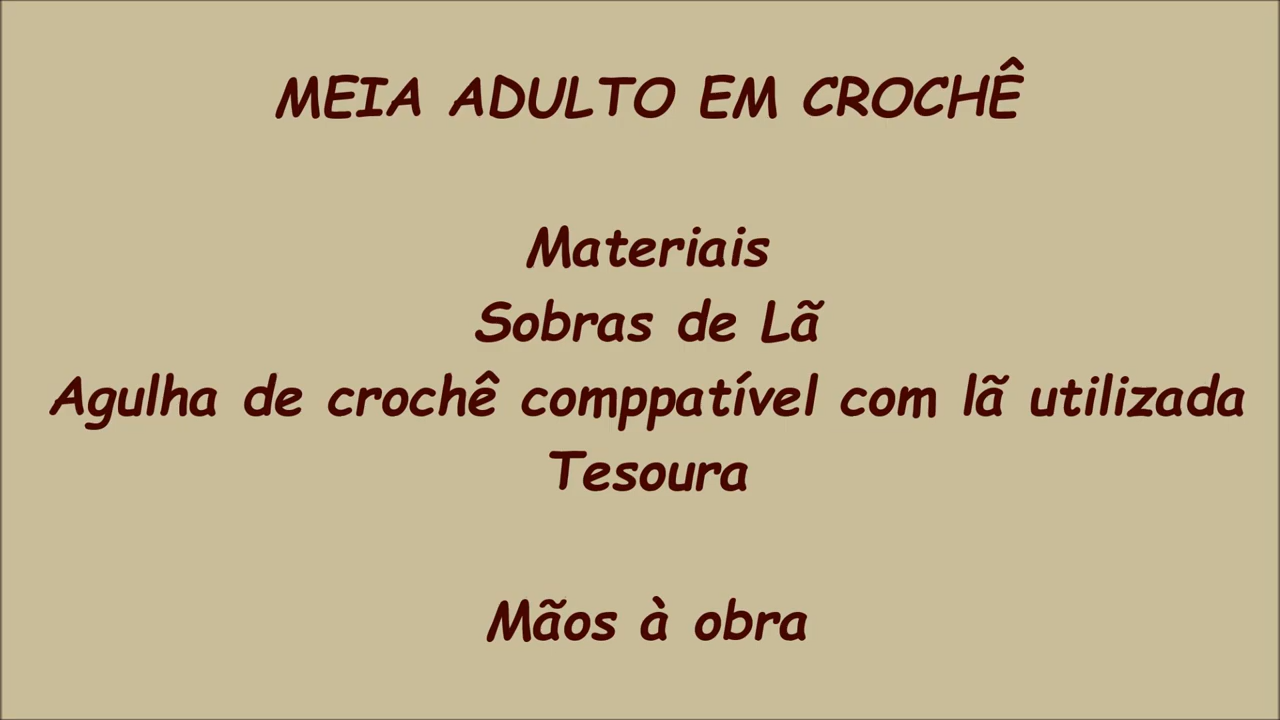 MEIA ADULTO EM CROCHÊ
Materiais
Sobras de Lã
Agulha de crochê comppatível com lã utilizada
Tesoura
Mãos à obra